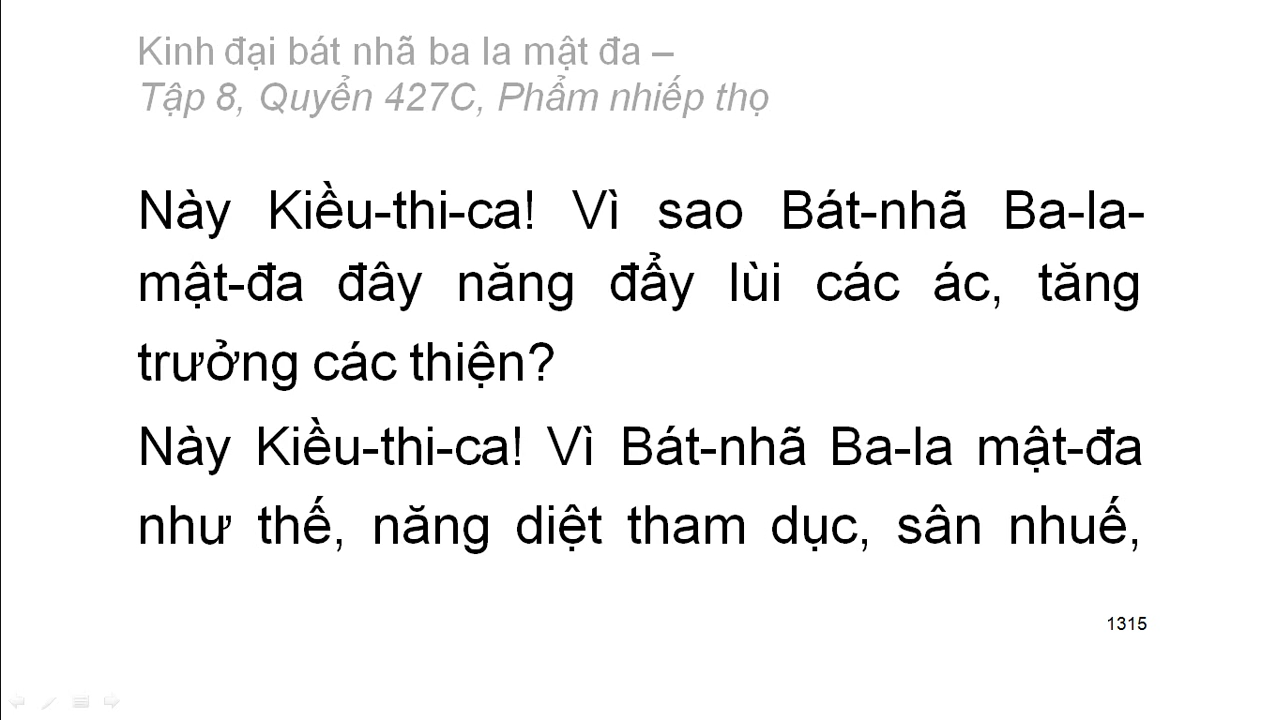 Kinh đại bát nhã ba la mật đa –
Tập 8, Quyển 427C, Phẩm nhiếp thọ
Này Kiều-thi-ca! Vì sao Bát-nhã Ba-la-
mật-đa đây năng đẩy lùi các ác, tăng
trưởng các thiện?
Này Kiều-thi-ca! Vì Bát-nhã Ba-la mật-đa
như thế, năng diệt tham dục, sân nhuế,
1315